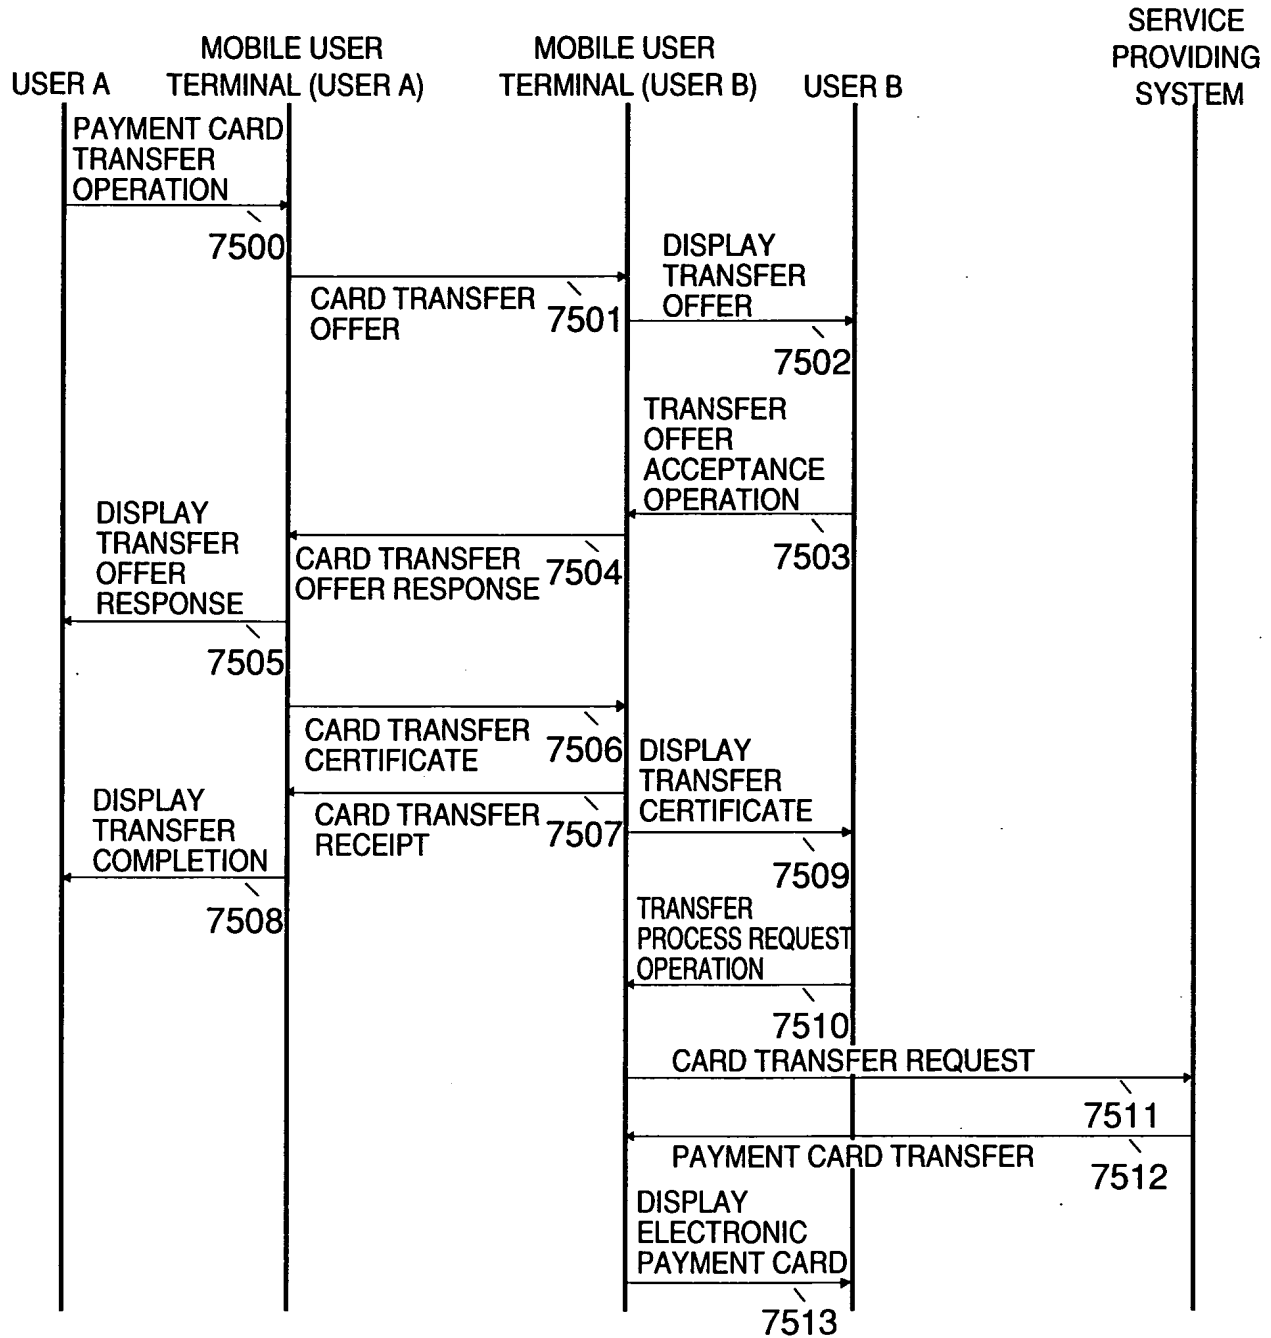 SERVICE
PROVIDING
SYSTEM
MOBILE USER
TERMINAL (USER A)
MOBILE USER
TERMINAL (USER B)
USER A
USER B
PAYMENT CARD
TRANSFER
OPERATION
7500
CARD TRANSFER
OFFER
7501
DISPLAY
TRANSFER
OFFER
7502
TRANSFER
OFFER
ACCEPTANCE
OPERATION
7503
CARD TRANSFER
OFFER RESPONSE
7504
DISPLAY
TRANSFER
OFFER
RESPONSE
7505
CARD TRANSFER
CERTIFICATE
7506
CARD TRANSFER
RECEIPT
7507
DISPLAY
TRANSFER
COMPLETION
7508
DISPLAY
TRANSFER
CERTIFICATE
7509
TRANSFER
PROCESS REQUEST
OPERATION
7510
CARD TRANSFER REQUEST
7511
PAYMENT CARD TRANSFER
7512
DISPLAY
ELECTRONIC
PAYMENT CARD
7513